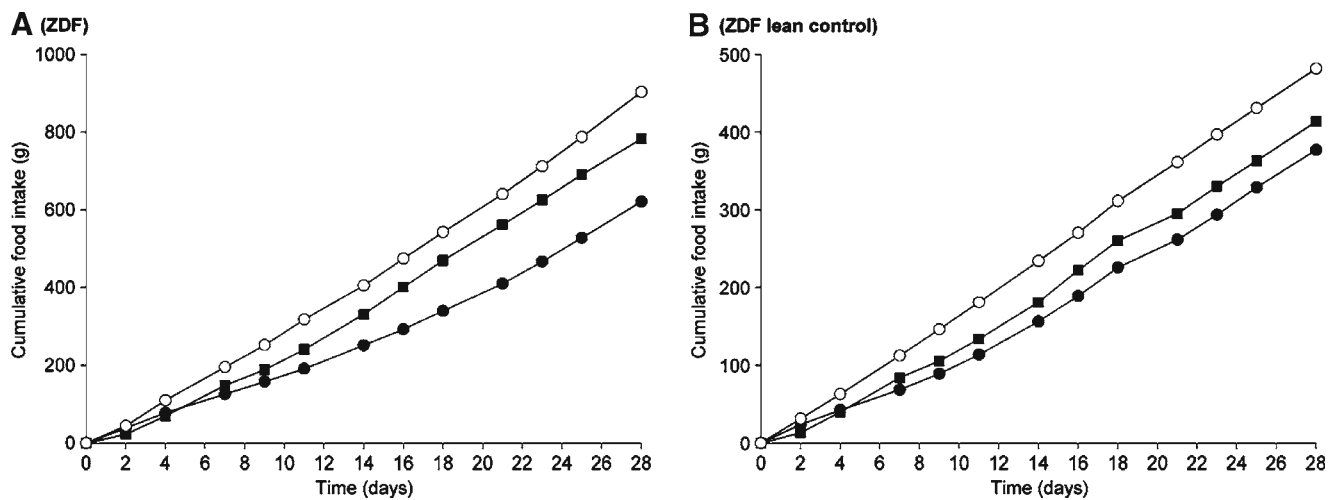 A (ZDF)
1000
800
600
400
200
0
Cumulative food intake (g)
0 2 4 6 8 10 12 14 16 18 20 22 24 26 28
Time (days)
B (ZDF lean control)
500
400
300
200
100
0
Cumulative food intake (g)
0 2 4 6 8 10 12 14 16 18 20 22 24 26 28
Time (days)